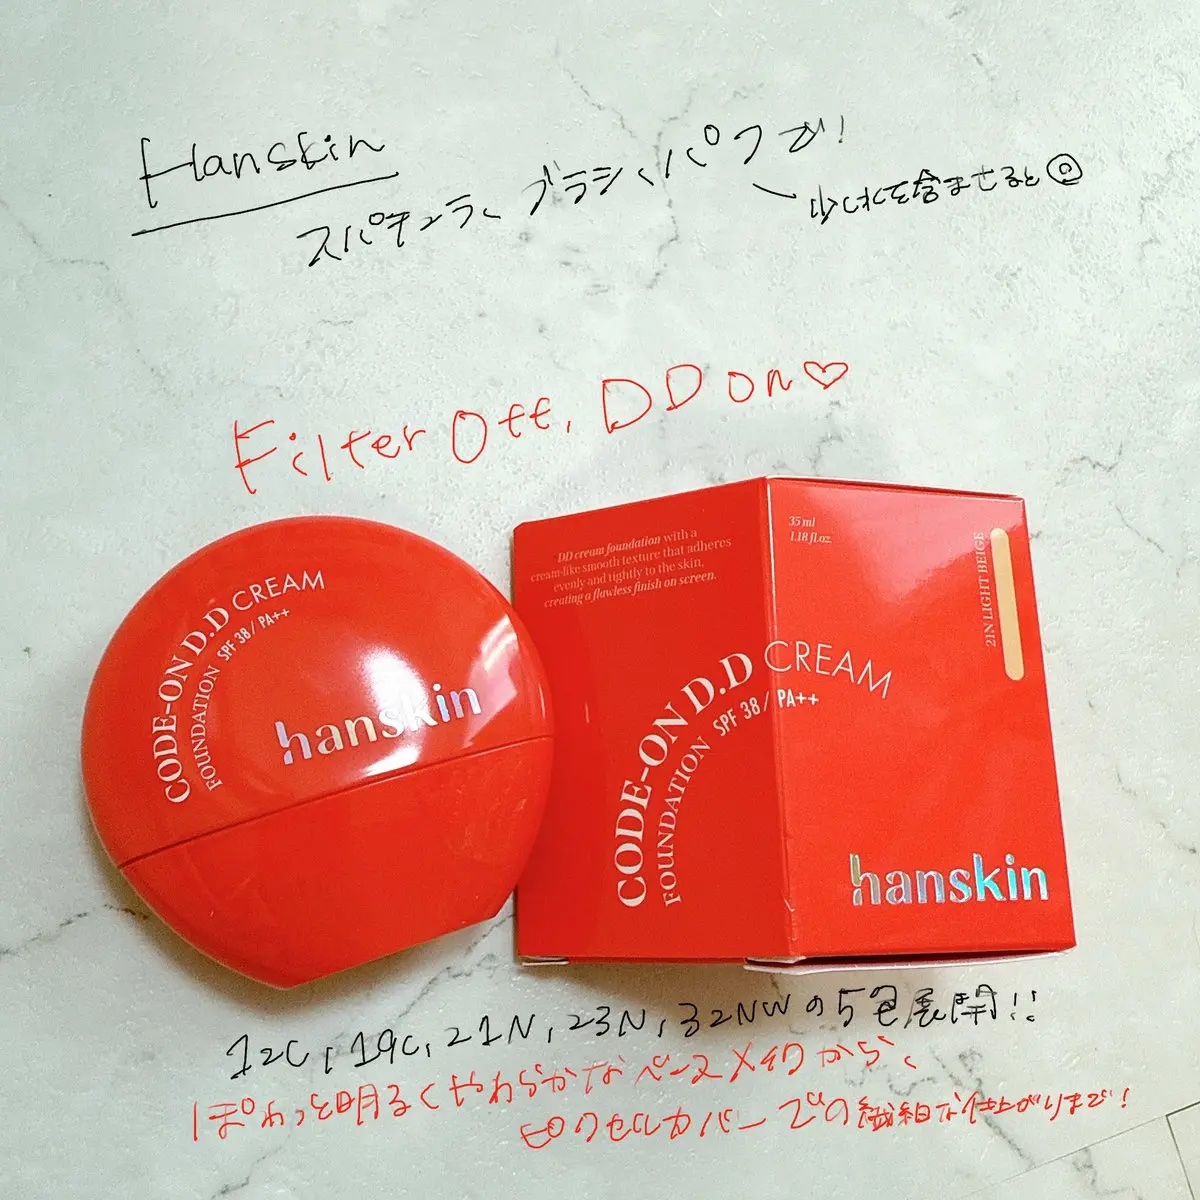 Hanskin
スパチュラ、ブラシ、パフで!
少し水を含ませると◎
Filter Off, DD on♡
DD cream foundation with a
cream-like smooth texture that adheres
evenly and tightly to the skin,
creating a flawless finish on screen.
35 ml
1.18 fl.oz.
21N LIGHT BEIGE
CODE-ON D.D CREAM
FOUNDATION SPF 38 / PA++
hanskin
CODE-ON D.D CREAM
FOUNDATION SPF 38 / PA++
hanskin
12C, 19C, 21N, 23N, 32NWの5色展開!!
ぽわっと明るくやわらかなベースメイクから、
ピクセルカバーでの繊細な仕上がりまで!